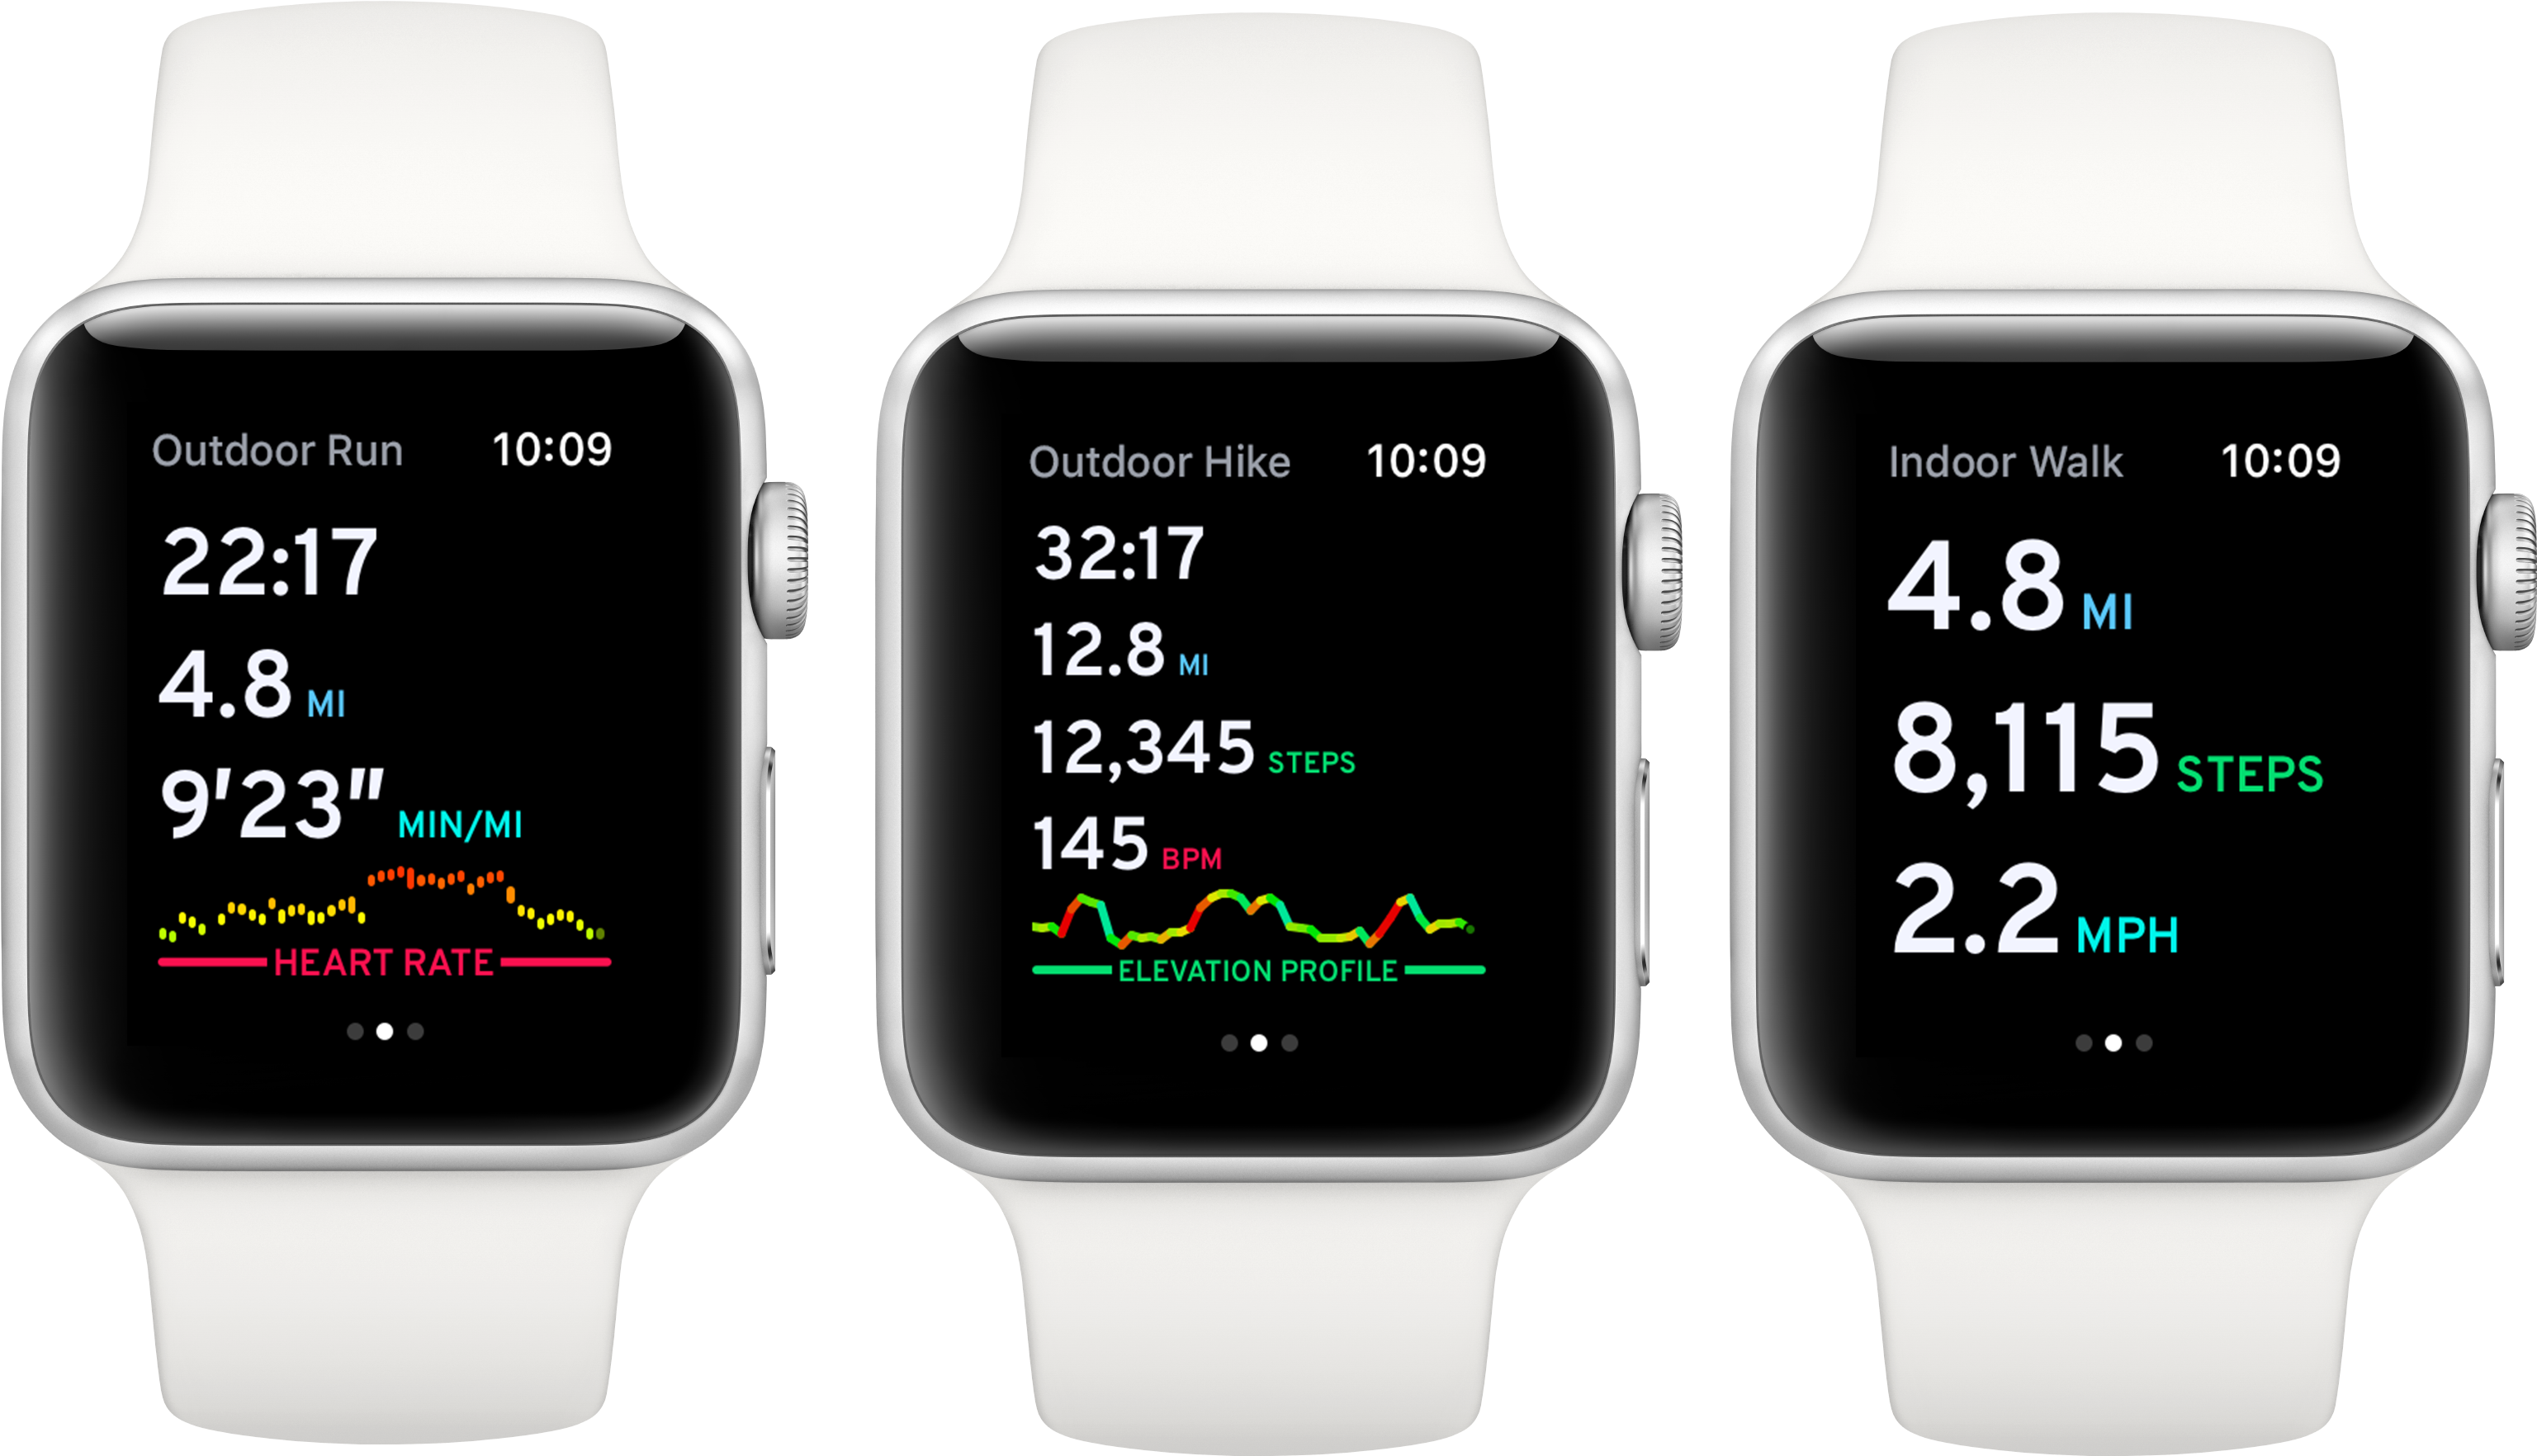 Outdoor Run 10:09
22:17
4.8 MI
9'23" MIN/MI
HEART RATE
Outdoor Hike 10:09
32:17
12.8 MI
12,345 STEPS
145 BPM
ELEVATION PROFILE
Indoor Walk 10:09
4.8 MI
8,115 STEPS
2.2 MPH